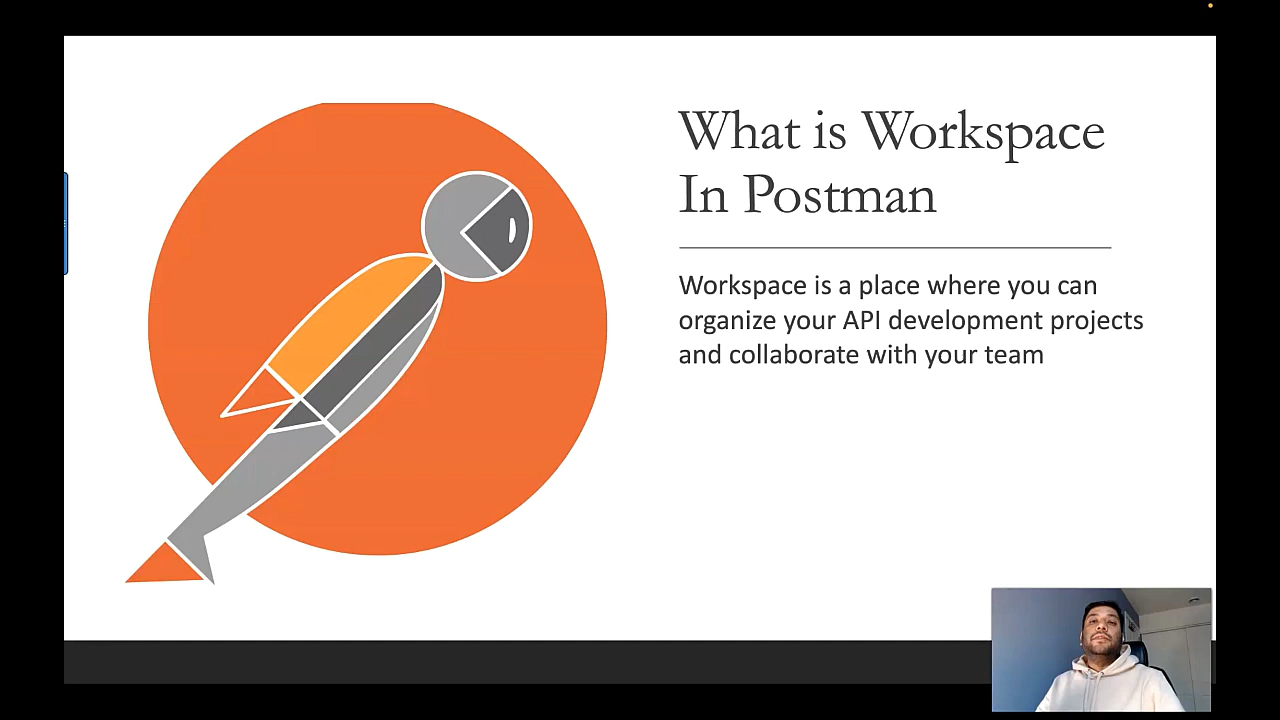 What is Workspace
In Postman
Workspace is a place where you can
organize your API development projects
and collaborate with your team